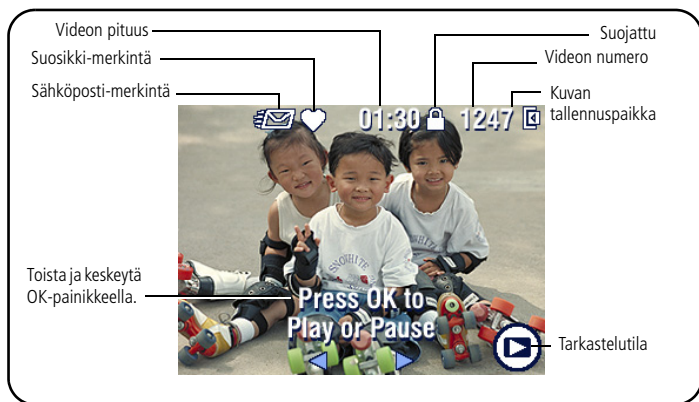 Videon pituus
Suojattu
Suosikki-merkintä
Videon numero
Sähköposti-merkintä
Kuvan
tallennuspaikka
01:30
1247
SNOWHITE
Toista ja keskeytä
OK-painikkeella.
Press OK to
Play or Pause
Tarkastelutila